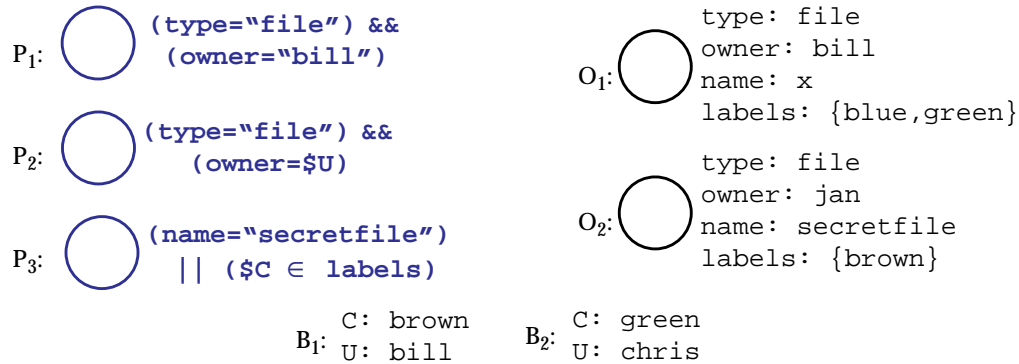 P1: (type="file") &&
(owner="bill")
P2: (type="file") &&
(owner=$U)
P3: (name="secretfile")
|| ($C ∈ labels)
O1: type: file
owner: bill
name: x
labels: {blue,green}
O2: type: file
owner: jan
name: secretfile
labels: {brown}
B1: C: brown
U: bill
B2: C: green
U: chris